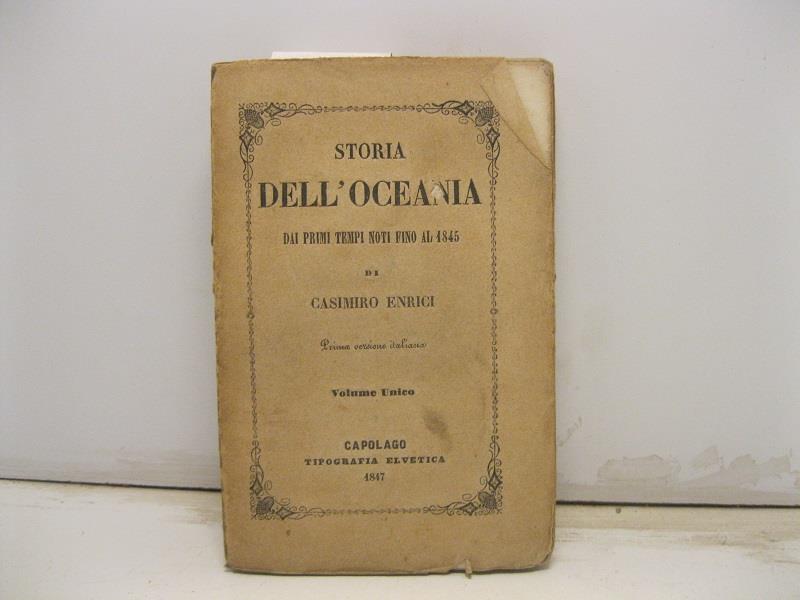 STORIA
DELL'OCEANIA
DAI PRIMI TEMPI NOTI FINO AL 1845
DI
CASIMIRO ENRICI
Prima versione italiana
Volume Unico
CAPOLAGO
TIPOGRAFIA ELVETICA
1847